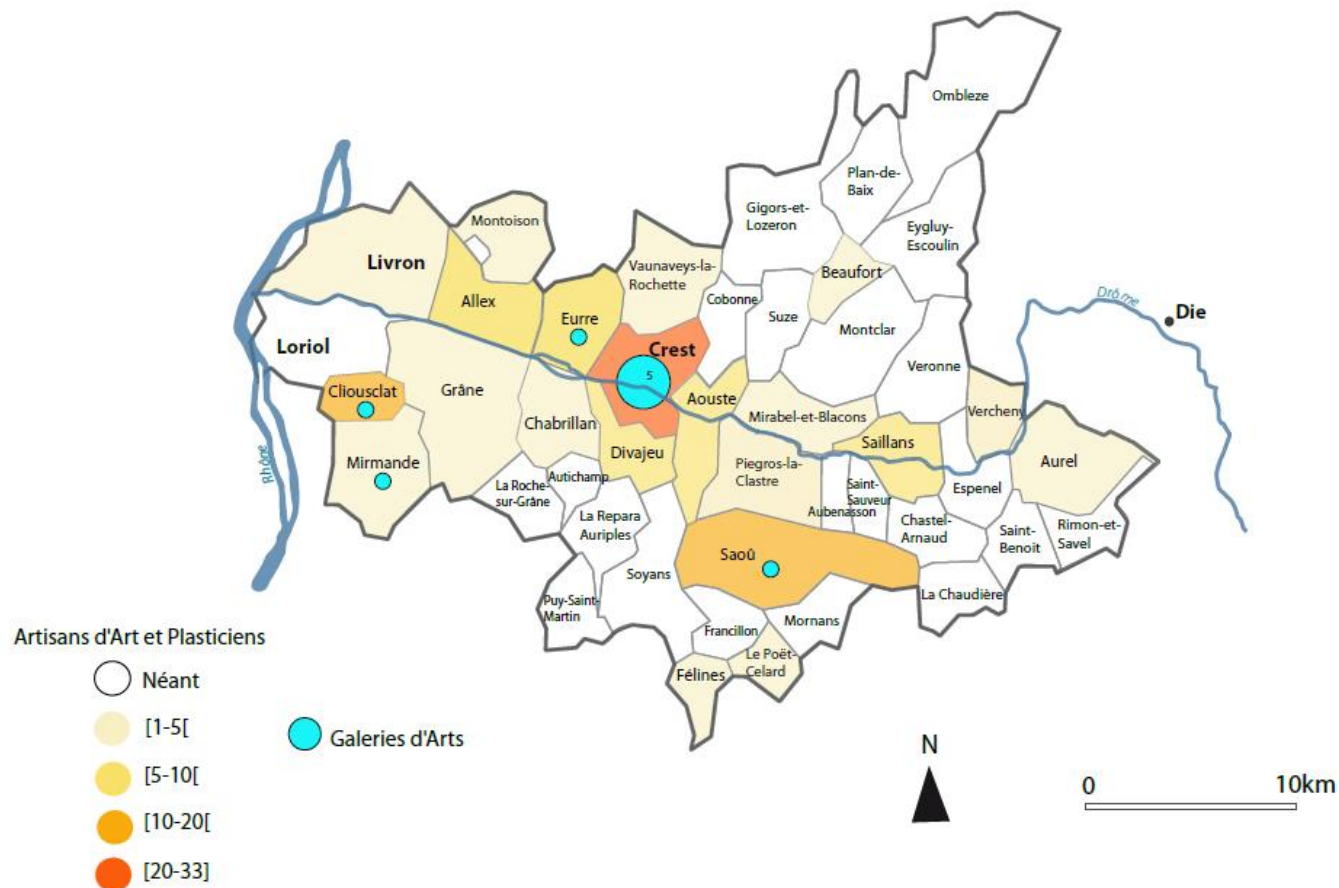 Ombleze
Plan-de-
Baix
Gigors-et-
Lozeron
Eygluy-
Escoulin
Montoison
Livron
Vaunaveys-la-
Rochette
Beaufort
Allex
Cobonne
Suze
Drôme
Die
Eurre
Montclar
Loriol
Crest
5
Veronne
Cliousclat
Grâne
Aouste
Mirabel-et-Blacons
Vercheny
Chabrillan
Saillans
Mirmande
Divajeu
Piegros-la-
Clastre
Aurel
Rhône
La Roche-
sur-Grâne
Autichamp
Saint-
Sauveur
Aubenasson
Espenel
La Repara
Auriples
Chastel-
Arnaud
Saint-
Benoit
Rimon-et-
Savel
Saoû
Soyans
La Chaudière
Puy-Saint-
Martin
Francillon
Mornans
Le Poët-
Celard
Félines
Artisans d'Art et Plasticiens
Néant
[1-5[
[5-10[
[10-20[
[20-33]
Galeries d'Arts
N
0 10km